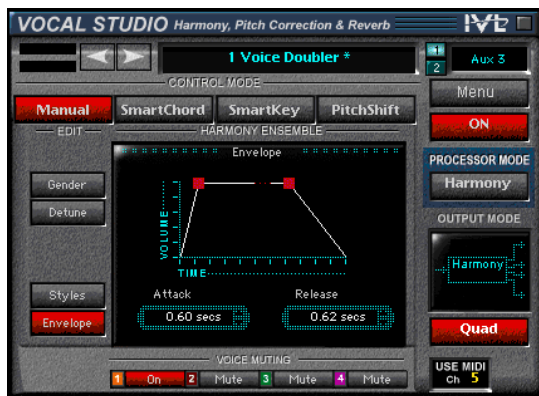 VOCAL STUDIO Harmony, Pitch Correction & Reverb IVL
1 Voice Doubler *
1
2
Aux 3
CONTROL MODE
Menu
Manual SmartChord SmartKey PitchShift
ON
EDIT
HARMONY ENSEMBLE
Envelope
PROCESSOR MODE
Gender
Harmony
Detune
OUTPUT MODE
VOLUME
Harmony
TIME
Styles
Attack Release
Envelope
0.60 secs 0.62 secs
Quad
VOICE MUTING
1 On 2 Mute 3 Mute 4 Mute
USE MIDI
Ch 5